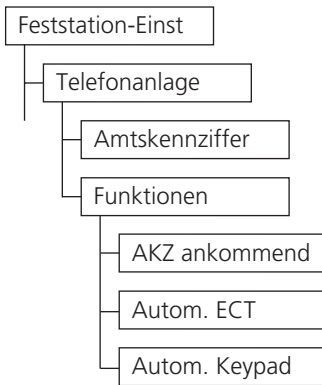 Feststation-Einst
Telefonanlage
Amtskennziffer
Funktionen
AKZ ankommend
Autom. ECT
Autom. Keypad